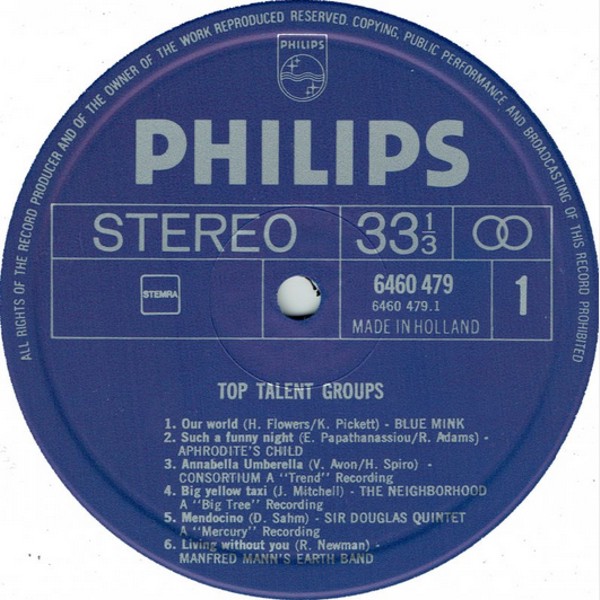 ALL RIGHTS OF THE RECORD PRODUCER AND OF THE OWNER OF THE WORK REPRODUCED RESERVED. COPYING, PUBLIC PERFORMANCE AND BROADCASTING OF THIS RECORD PROHIBITED
PHILIPS
PHILIPS
STEREO 33 1/3
STEMRA 6460 479 1
6460 479.1
MADE IN HOLLAND
TOP TALENT GROUPS
1. Our world (H. Flowers/K. Pickett) - BLUE MINK
2. Such a funny night (E. Papathanassiou/R. Adams) -
APHRODITE'S CHILD
3. Annabella Umberella (V. Avon/H. Spiro) -
CONSORTIUM A "Trend" Recording
4. Big yellow taxi (J. Mitchell) - THE NEIGHBORHOOD
A "Big Tree" Recording
5. Mendocino (D. Sahm) - SIR DOUGLAS QUINTET
A "Mercury" Recording
6. Living without you (R. Newman) -
MANFRED MANN'S EARTH BAND